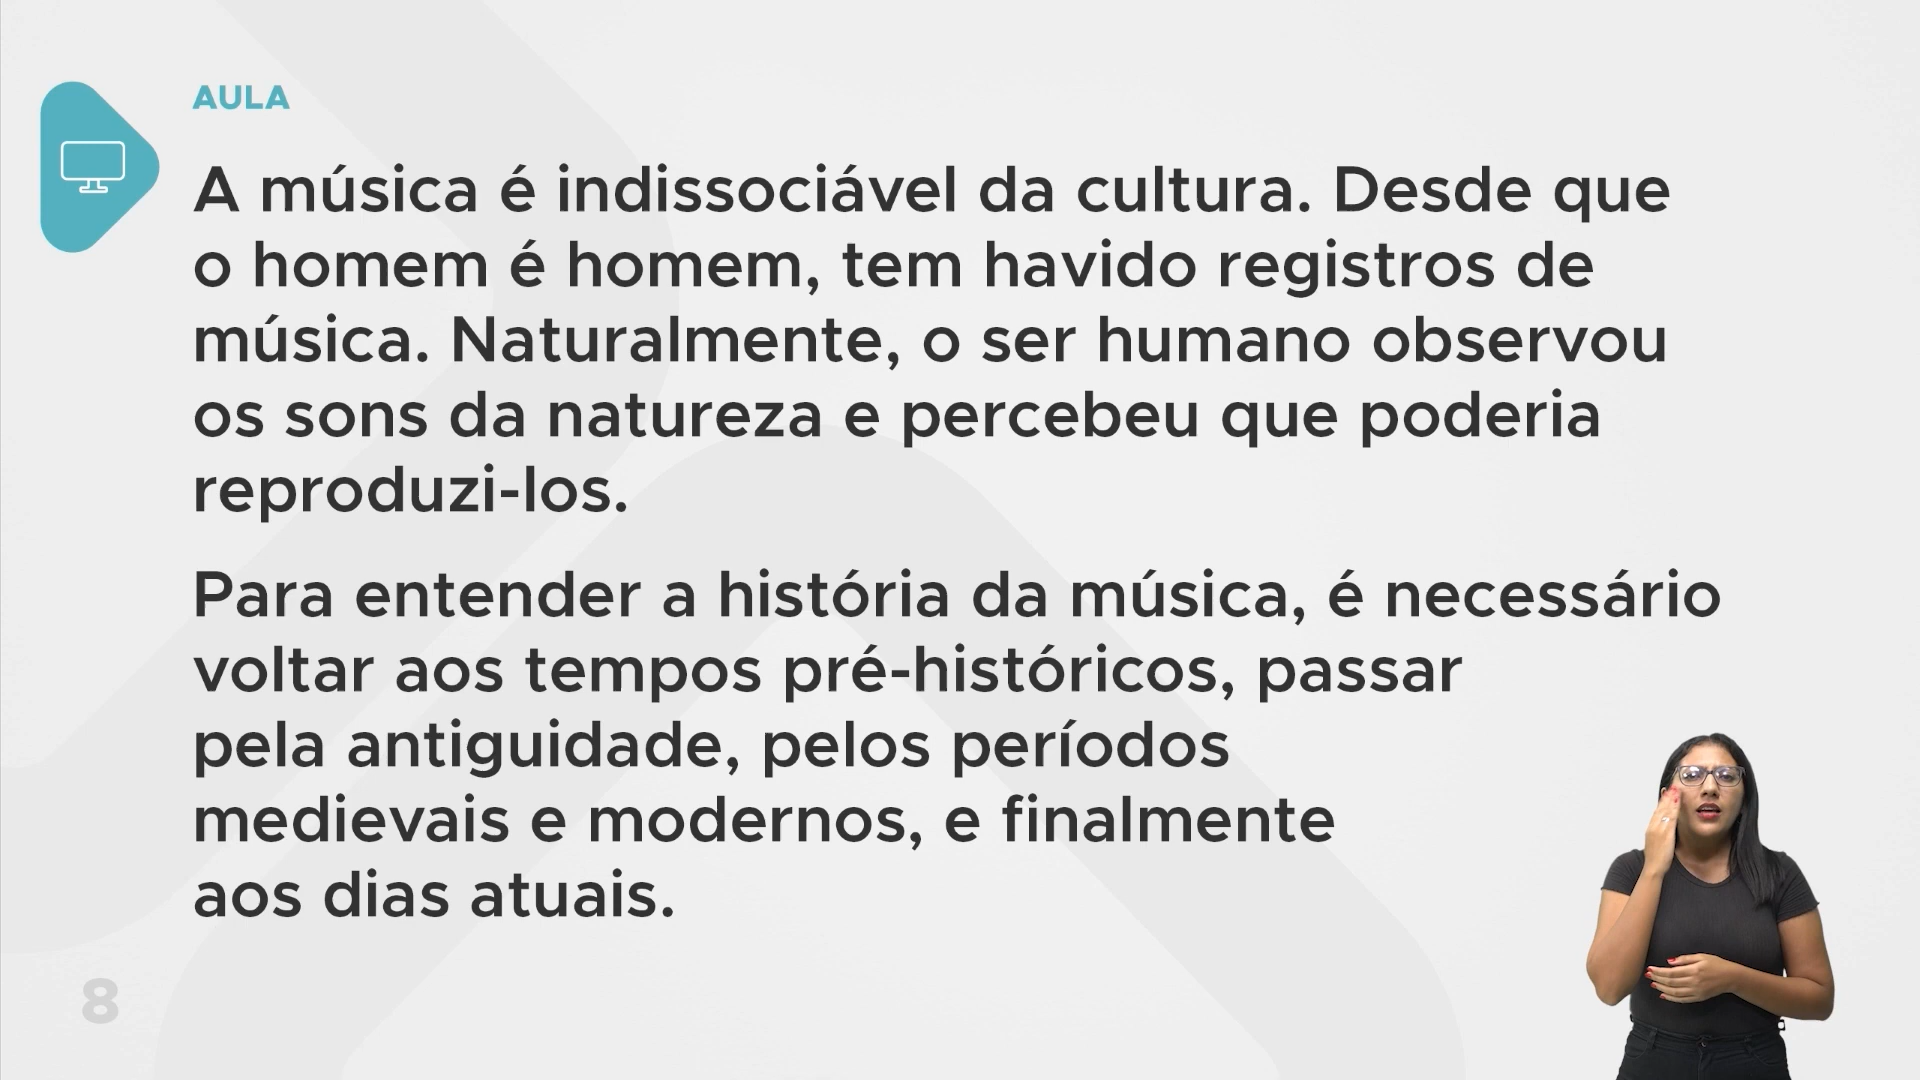 AULA
A música é indissociável da cultura. Desde que
o homem é homem, tem havido registros de
música. Naturalmente, o ser humano observou
os sons da natureza e percebeu que poderia
reproduzi-los.
Para entender a história da música, é necessário
voltar aos tempos pré-históricos, passar
pela antiguidade, pelos períodos
medievais e modernos, e finalmente
aos dias atuais.
8